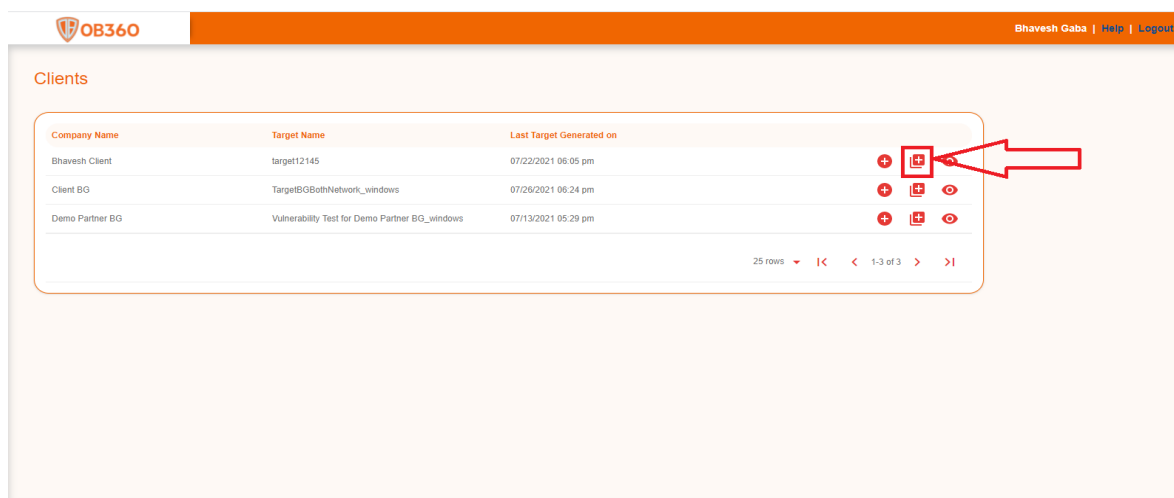 OB360
Bhavesh Gaba | Help | Logout
Clients
Company Name Target Name Last Target Generated on
Bhavesh Client target12145 07/22/2021 06:05 pm
Client BG TargetBGBothNetwork_windows 07/26/2021 06:24 pm
Demo Partner BG Vulnerability Test for Demo Partner BG_windows 07/13/2021 05:29 pm
25 rows 1-3 of 3